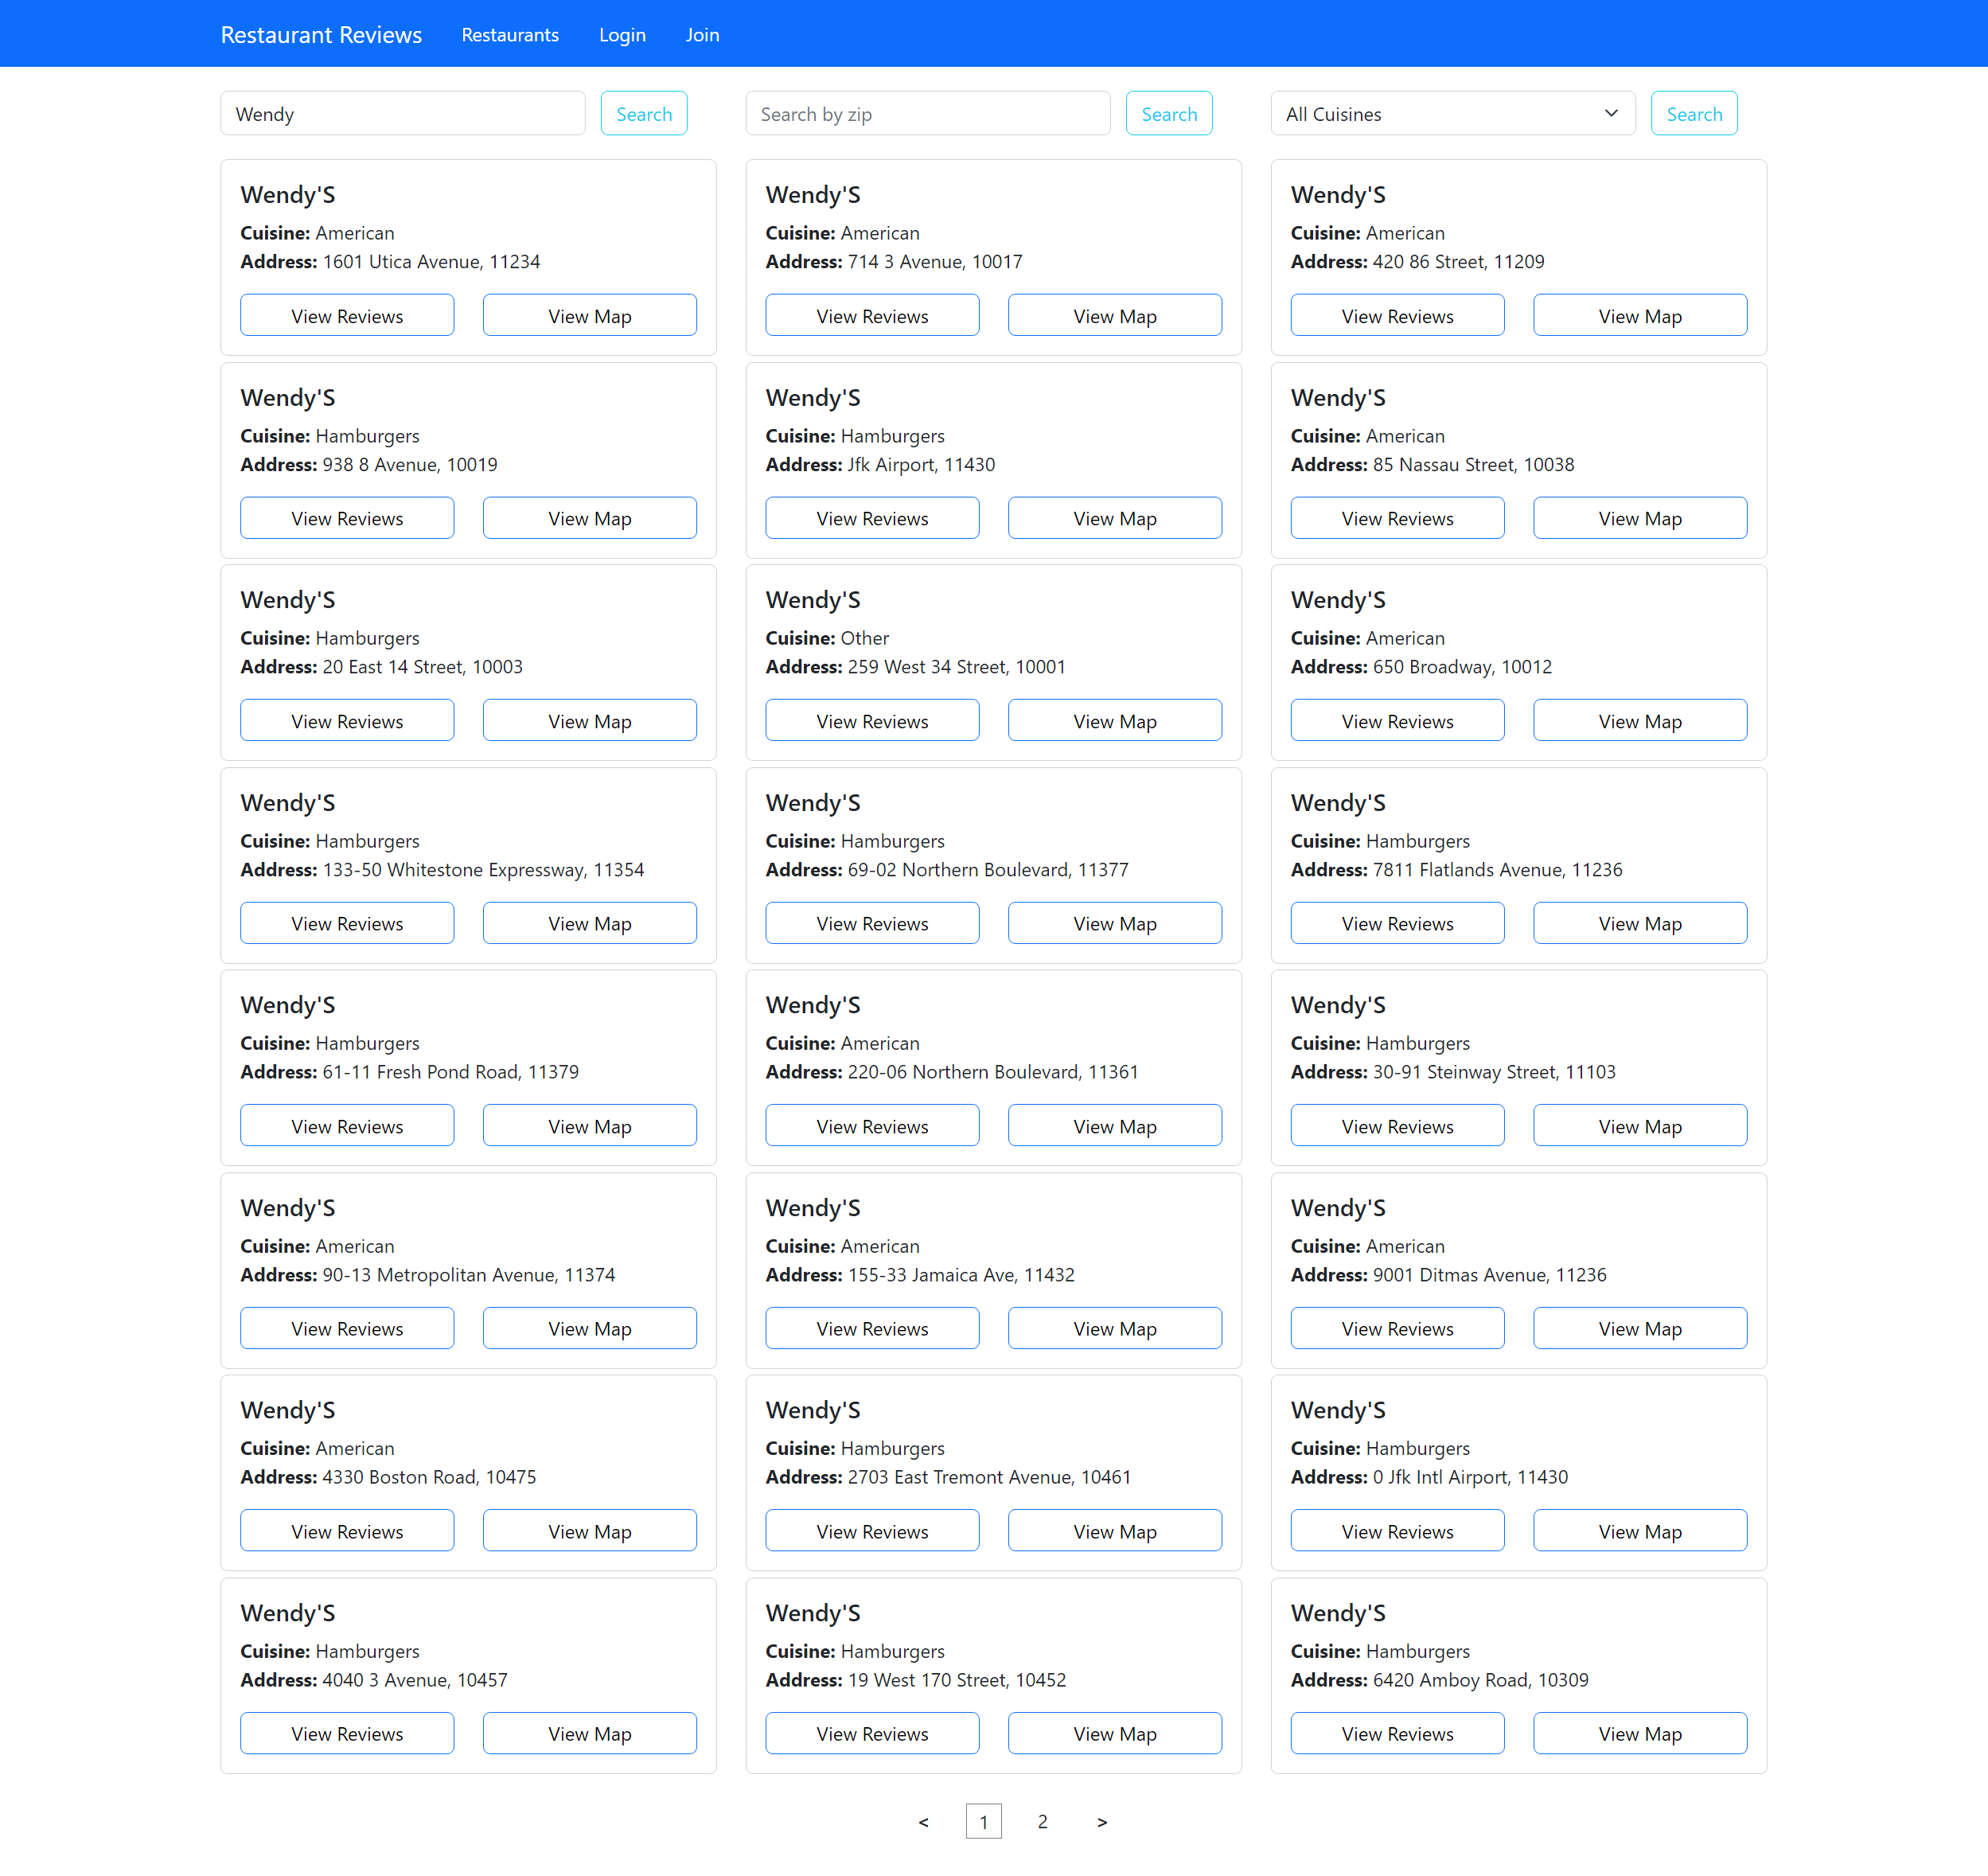 Restaurant Reviews Restaurants Login Join
Wendy Search Search by zip Search All Cuisines Search
Wendy'S
Cuisine: American
Address: 1601 Utica Avenue, 11234
View Reviews View Map
Wendy'S
Cuisine: American
Address: 714 3 Avenue, 10017
View Reviews View Map
Wendy'S
Cuisine: American
Address: 420 86 Street, 11209
View Reviews View Map
Wendy'S
Cuisine: Hamburgers
Address: 938 8 Avenue, 10019
View Reviews View Map
Wendy'S
Cuisine: Hamburgers
Address: Jfk Airport, 11430
View Reviews View Map
Wendy'S
Cuisine: American
Address: 85 Nassau Street, 10038
View Reviews View Map
Wendy'S
Cuisine: Hamburgers
Address: 20 East 14 Street, 10003
View Reviews View Map
Wendy'S
Cuisine: Other
Address: 259 West 34 Street, 10001
View Reviews View Map
Wendy'S
Cuisine: American
Address: 650 Broadway, 10012
View Reviews View Map
Wendy'S
Cuisine: Hamburgers
Address: 133-50 Whitestone Expressway, 11354
View Reviews View Map
Wendy'S
Cuisine: Hamburgers
Address: 69-02 Northern Boulevard, 11377
View Reviews View Map
Wendy'S
Cuisine: Hamburgers
Address: 7811 Flatlands Avenue, 11236
View Reviews View Map
Wendy'S
Cuisine: Hamburgers
Address: 61-11 Fresh Pond Road, 11379
View Reviews View Map
Wendy'S
Cuisine: American
Address: 220-06 Northern Boulevard, 11361
View Reviews View Map
Wendy'S
Cuisine: Hamburgers
Address: 30-91 Steinway Street, 11103
View Reviews View Map
Wendy'S
Cuisine: American
Address: 90-13 Metropolitan Avenue, 11374
View Reviews View Map
Wendy'S
Cuisine: American
Address: 155-33 Jamaica Ave, 11432
View Reviews View Map
Wendy'S
Cuisine: American
Address: 9001 Ditmas Avenue, 11236
View Reviews View Map
Wendy'S
Cuisine: American
Address: 4330 Boston Road, 10475
View Reviews View Map
Wendy'S
Cuisine: Hamburgers
Address: 2703 East Tremont Avenue, 10461
View Reviews View Map
Wendy'S
Cuisine: Hamburgers
Address: 0 Jfk Intl Airport, 11430
View Reviews View Map
Wendy'S
Cuisine: Hamburgers
Address: 4040 3 Avenue, 10457
View Reviews View Map
Wendy'S
Cuisine: Hamburgers
Address: 19 West 170 Street, 10452
View Reviews View Map
Wendy'S
Cuisine: Hamburgers
Address: 6420 Amboy Road, 10309
View Reviews View Map
< 1 2 >